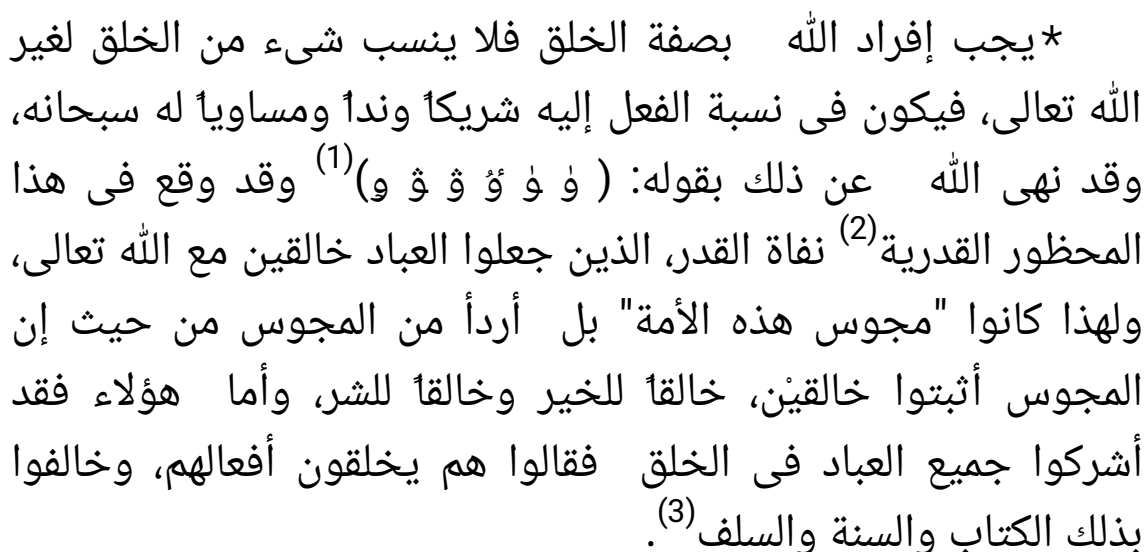 *يجب إفراد الله بصفة الخلق فلا ينسب شىء من الخلق لغير
الله تعالى، فيكون فى نسبة الفعل إليه شريكاً ونداً ومساوياً له سبحانه،
وقد نهى الله عن ذلك بقوله: ( ﯙ ﯚ ﯛ ﯜ ﯝ ﯞ)(1) وقد وقع فى هذا
المحظور القدرية(2) نفاة القدر، الذين جعلوا العباد خالقين مع الله تعالى،
ولهذا كانوا "مجوس هذه الأمة" بل أردأ من المجوس من حيث إن
المجوس أثبتوا خالقيْن، خالقاً للخير وخالقاً للشر، وأما هؤلاء فقد
أشركوا جميع العباد فى الخلق فقالوا هم يخلقون أفعالهم، وخالفوا
بذلك الكتاب والسنة والسلف(3).